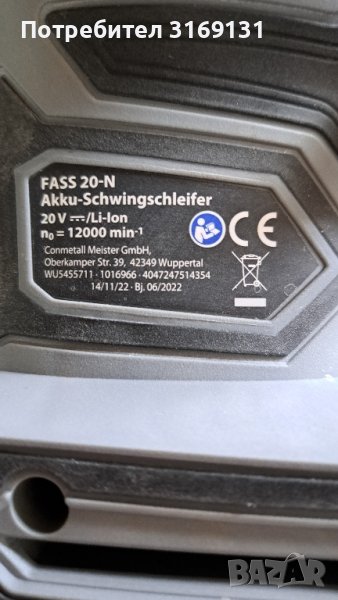 Потребител 3169131
FASS 20-N
Akku-Schwingschleifer
20 V ⎓/Li-Ion
n₀ = 12000 min-¹
Conmetall Meister GmbH,
Oberkamper Str. 39, 42349 Wuppertal
WU5455711 · 1016966 · 4047247514354
14/11/22 · Bj. 06/2022
CE
BAZAR